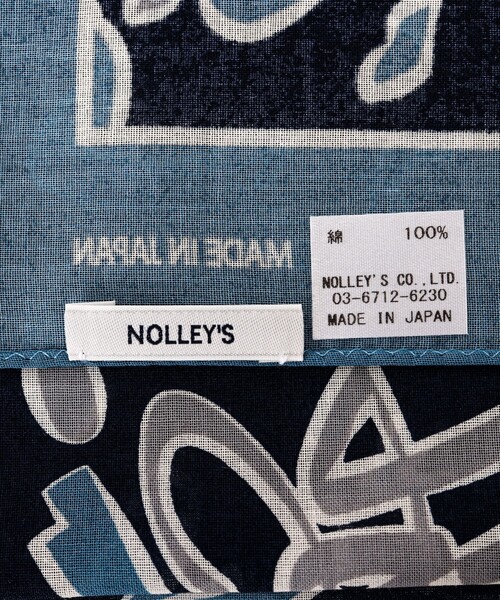 MADE IN JAPAN
綿 100%
NOLLEY'S CO.,LTD.
03-6712-6230
MADE IN JAPAN
NOLLEY'S